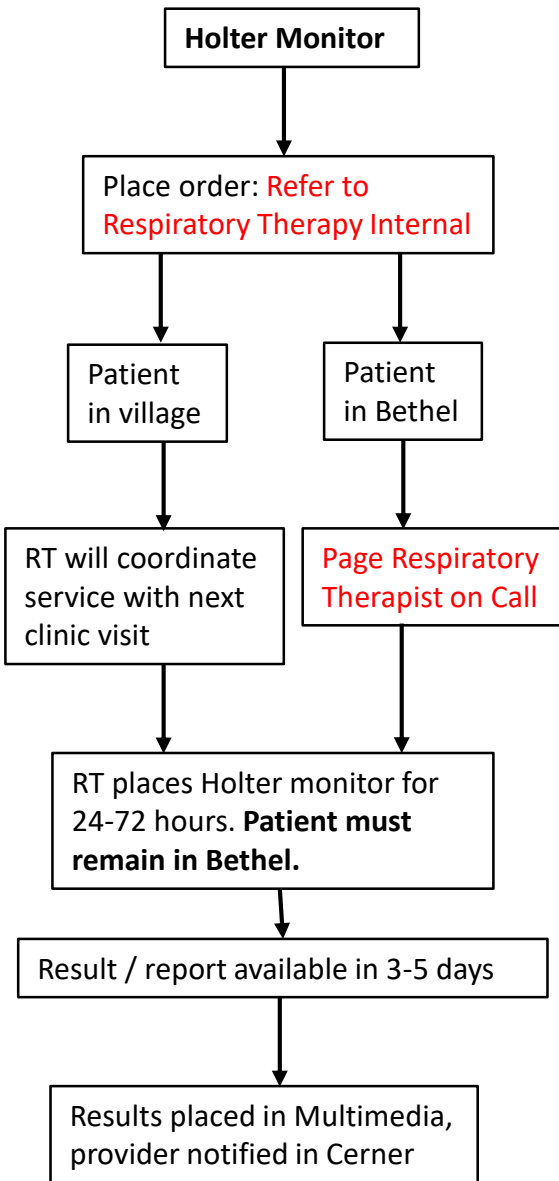 Holter Monitor
Place order: Refer to
Respiratory Therapy Internal
Patient
in village
Patient
in Bethel
RT will coordinate
service with next
clinic visit
Page Respiratory
Therapist on Call
RT places Holter monitor for
24-72 hours. Patient must
remain in Bethel.
Result / report available in 3-5 days
Results placed in Multimedia,
provider notified in Cerner